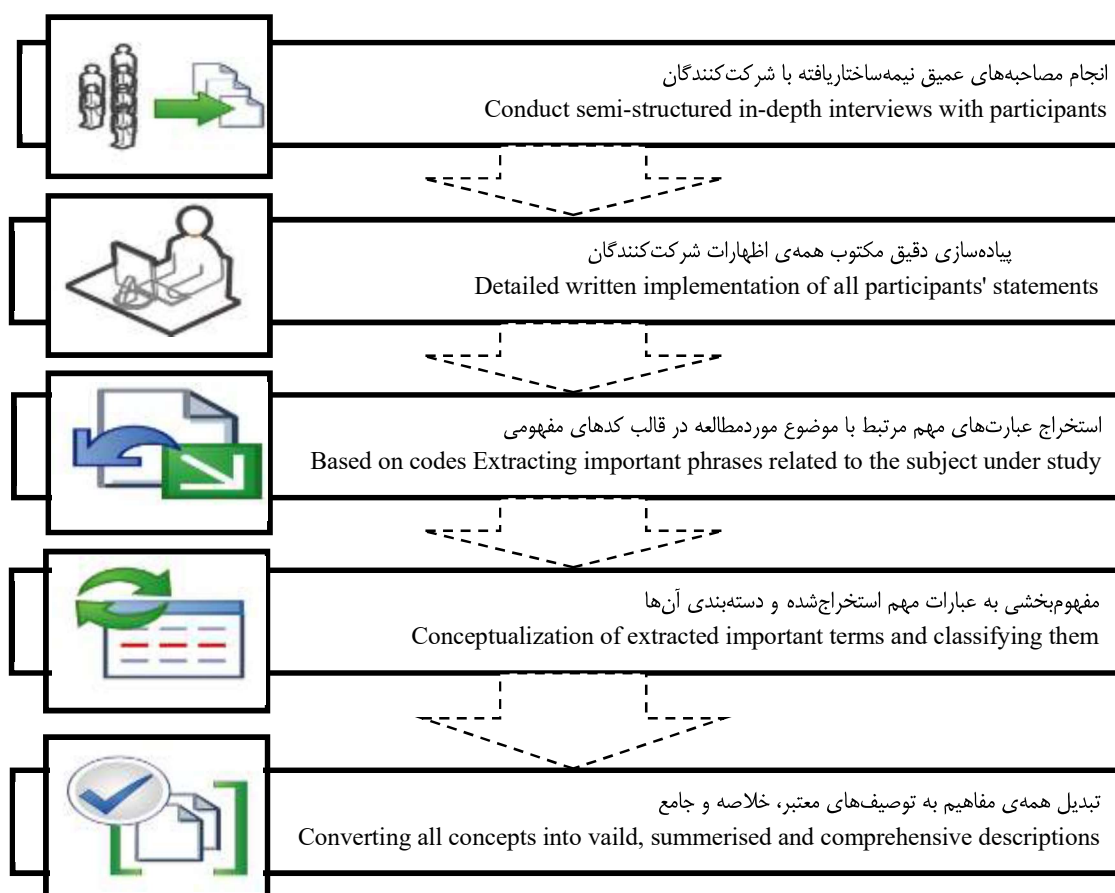 انجام مصاحبه‌های عمیق نیمه‌ساختاریافته با شرکت‌کنندگان
Conduct semi-structured in-depth interviews with participants
پیاده‌سازی دقیق مکتوب همه‌ی اظهارات شرکت‌کنندگان
Detailed written implementation of all participants' statements
استخراج عبارت‌های مهم مرتبط با موضوع موردمطالعه در قالب کدهای مفهومی
Based on codes Extracting important phrases related to the subject under study
مفهوم‌بخشی به عبارات مهم استخراج‌شده و دسته‌بندی آن‌ها
Conceptualization of extracted important terms and classifying them
تبدیل همه‌ی مفاهیم به توصیف‌های معتبر، خلاصه و جامع
Converting all concepts into vaild, summerised and comprehensive descriptions